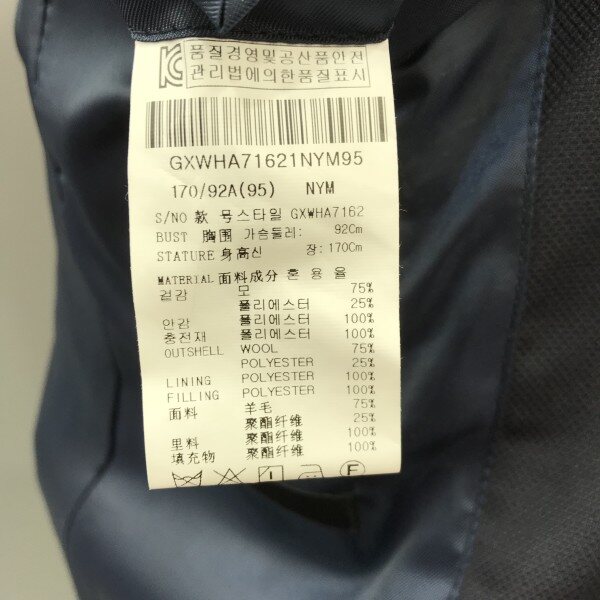 품질경영및공산품안전
관리법에의한품질표시
GXWHA71621NYM95
170/92A(95) NYM
S/NO 款 号스타일 GXWHA7162
BUST 胸围 가슴둘레: 92Cm
STATURE 身高신 장: 170Cm
MATERIAL 面料成分 혼 용 율
겉감 모 75%
폴리에스터 25%
안감 폴리에스터 100%
충전재 폴리에스터 100%
OUTSHELL WOOL 75%
POLYESTER 25%
LINING POLYESTER 100%
FILLING POLYESTER 100%
面料 羊毛 75%
聚酯纤维 25%
里料 聚酯纤维 100%
填充物 聚酯纤维 100%
F